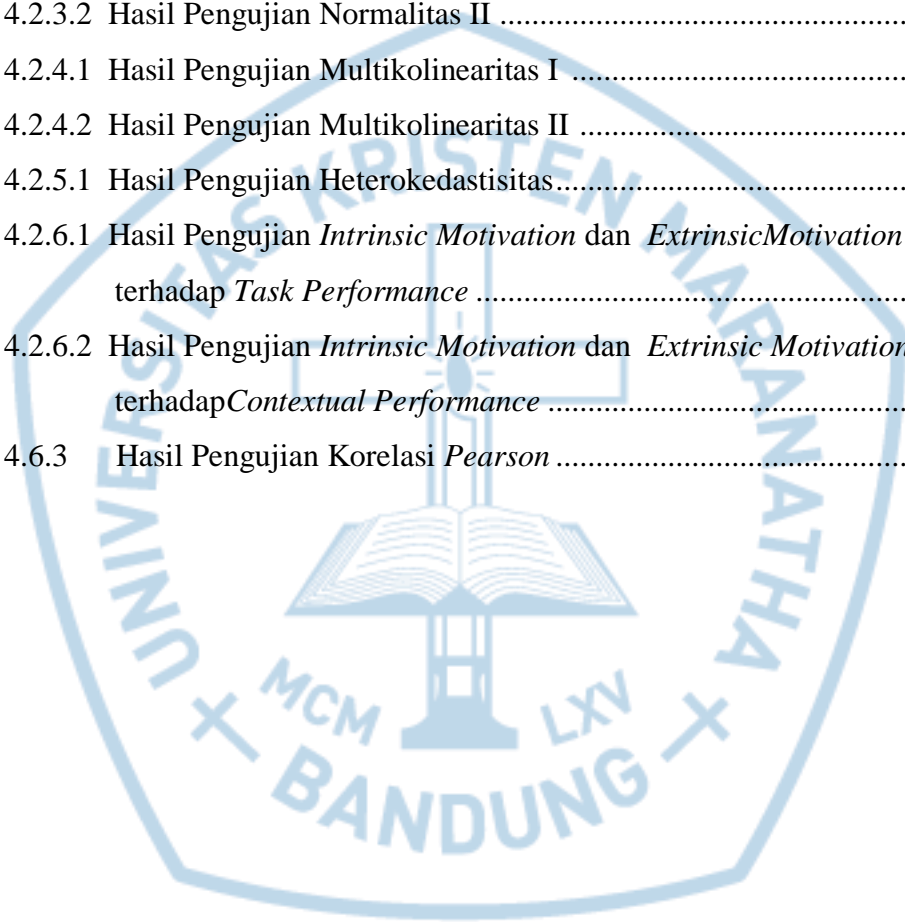 4.2.3.2 Hasil Pengujian Normalitas II ................................................
4.2.4.1 Hasil Pengujian Multikolinearitas I .......................................
4.2.4.2 Hasil Pengujian Multikolinearitas II ......................................
4.2.5.1 Hasil Pengujian Heterokedastisitas.........................................
4.2.6.1 Hasil Pengujian Intrinsic Motivation dan ExtrinsicMotivation
terhadap Task Performance ...................................................
4.2.6.2 Hasil Pengujian Intrinsic Motivation dan Extrinsic Motivation
terhadapContextual Performance ..........................................
4.6.3 Hasil Pengujian Korelasi Pearson .........................................
UNIVERSITAS KRISTEN MARANATHA
MCM LXV
BANDUNG